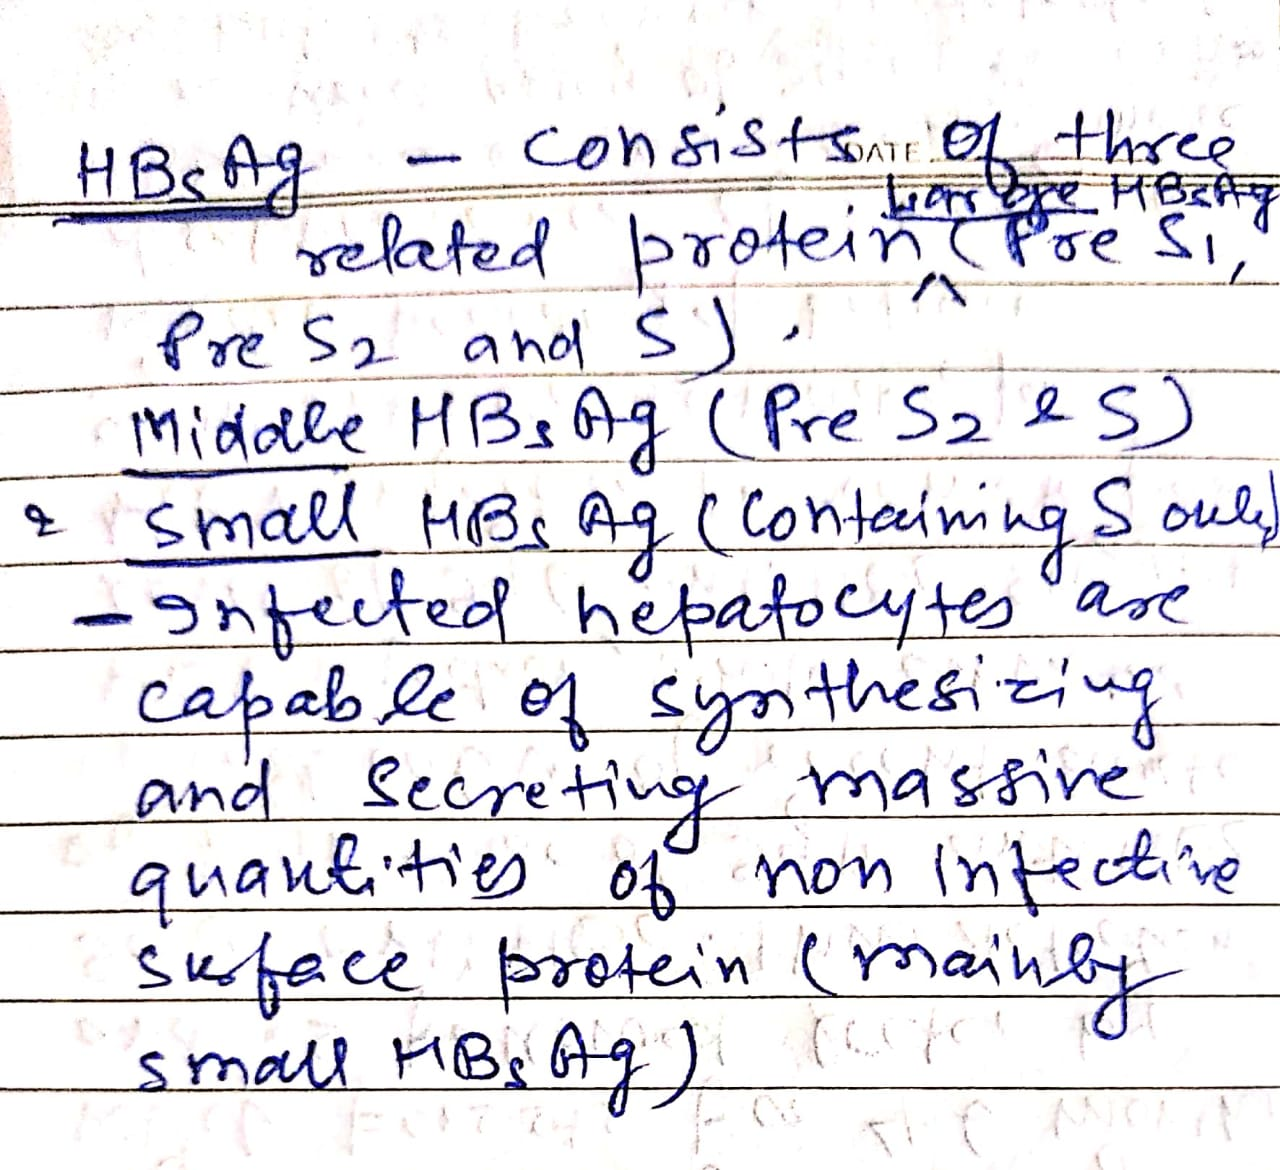 HBsAg - consists of three
DATE
Large HBsAg
related protein ^ (Pre S1,
Pre S2 and S).
Middle HBsAg (Pre S2 & S)
& small HBsAg (Containing S only)
- Infected hepatocytes are
capable of synthesizing
and secreting massive
quantities of non infective
surface protein (mainly
small HBsAg)